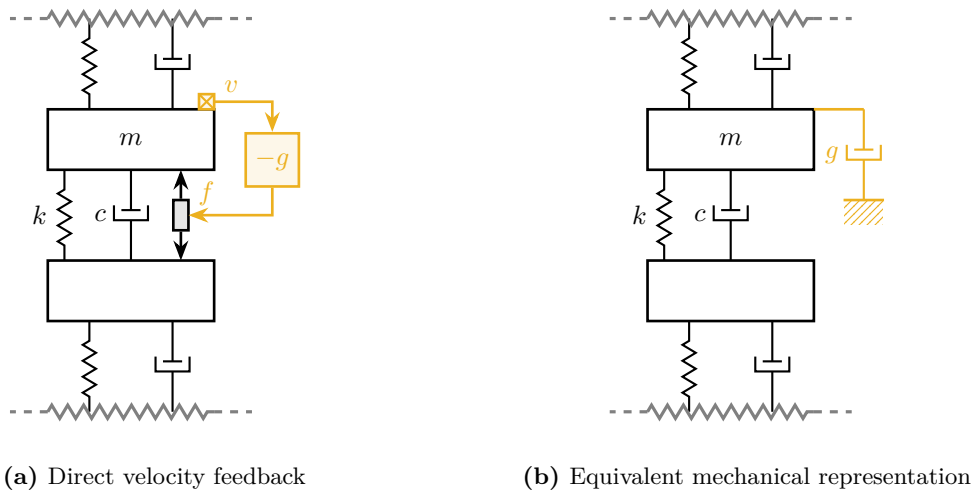 v
m
−g
f
k
c
(a) Direct velocity feedback
m
g
k
c
(b) Equivalent mechanical representation